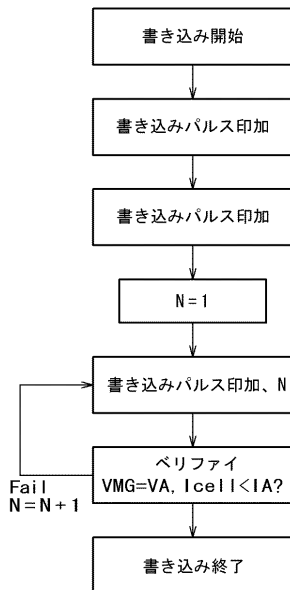 書き込み開始
書き込みパルス印加
書き込みパルス印加
N=1
書き込みパルス印加、N
ベリファイ
VMG=VA, Icell<IA?
Fail
N=N+1
書き込み終了